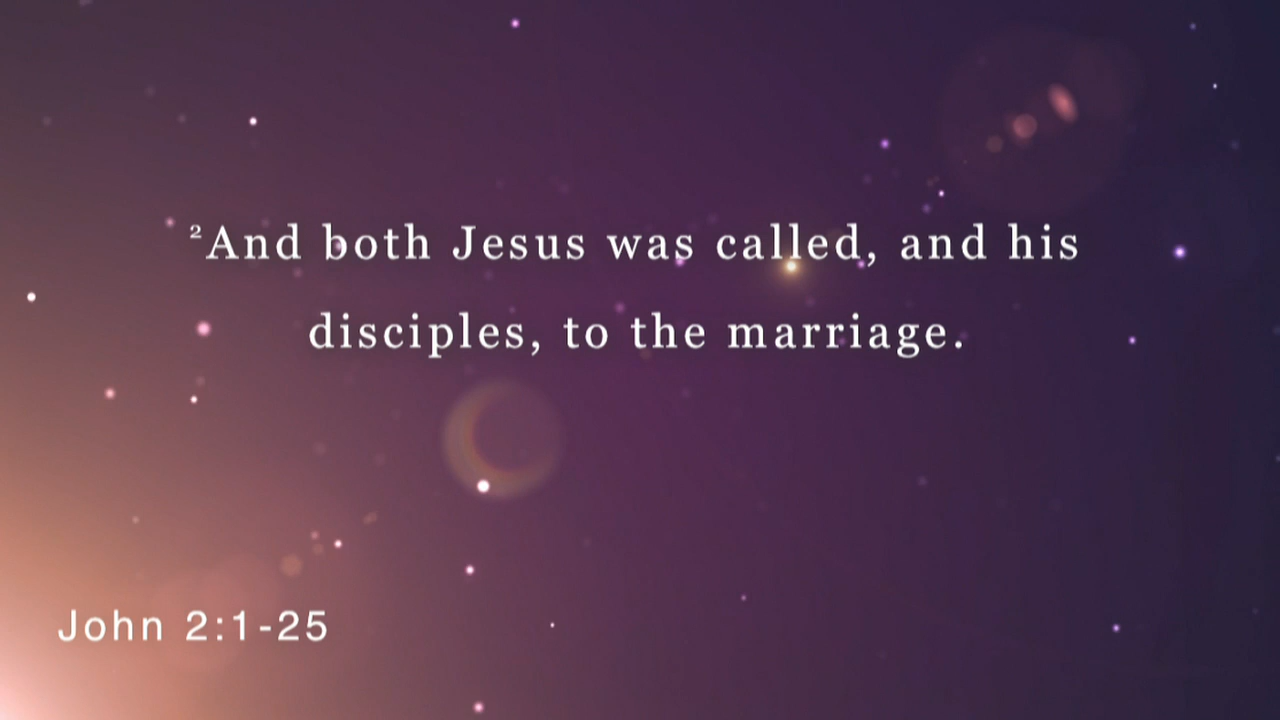 ²And both Jesus was called, and his
disciples, to the marriage.
John 2:1-25